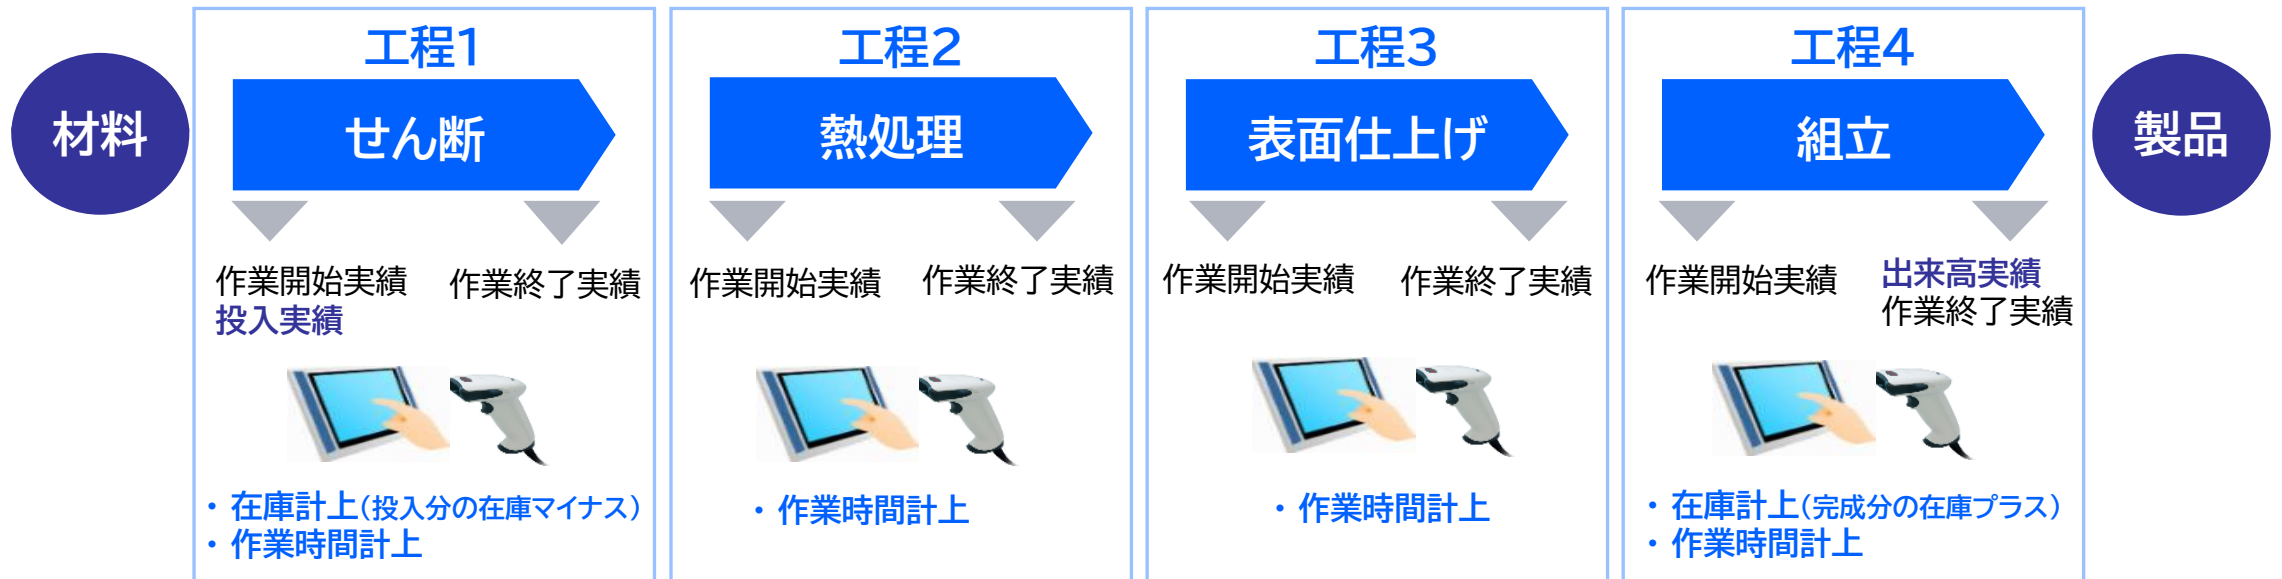 材料
工程1
せん断
作業開始実績
投入実績
作業終了実績
・在庫計上(投入分の在庫マイナス)
・作業時間計上
工程2
熱処理
作業開始実績
作業終了実績
・作業時間計上
工程3
表面仕上げ
作業開始実績
作業終了実績
・作業時間計上
工程4
組立
作業開始実績
出来高実績
作業終了実績
・在庫計上(完成分の在庫プラス)
・作業時間計上
製品